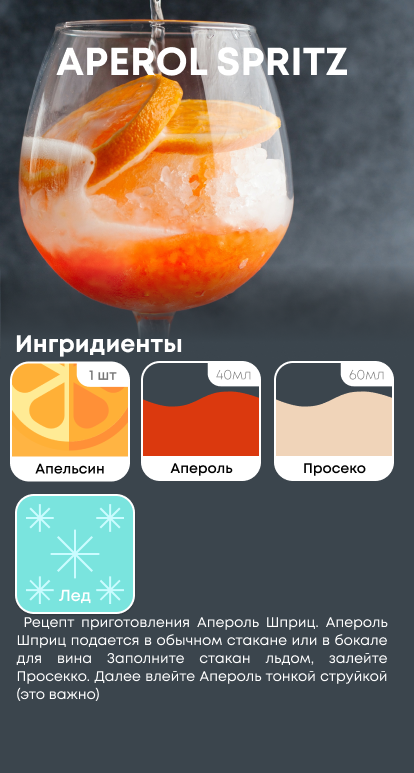 APEROL SPRITZ
Ингридиенты
1 шт
40мл
60мл
Апельсин
Апероль
Просеко
Лед
Рецепт приготовления Апероль Шприц. Апероль
Шприц подается в обычном стакане или в бокале
для вина Заполните стакан льдом, залейте
Просекко. Далее влейте Апероль тонкой струйкой
(это важно)